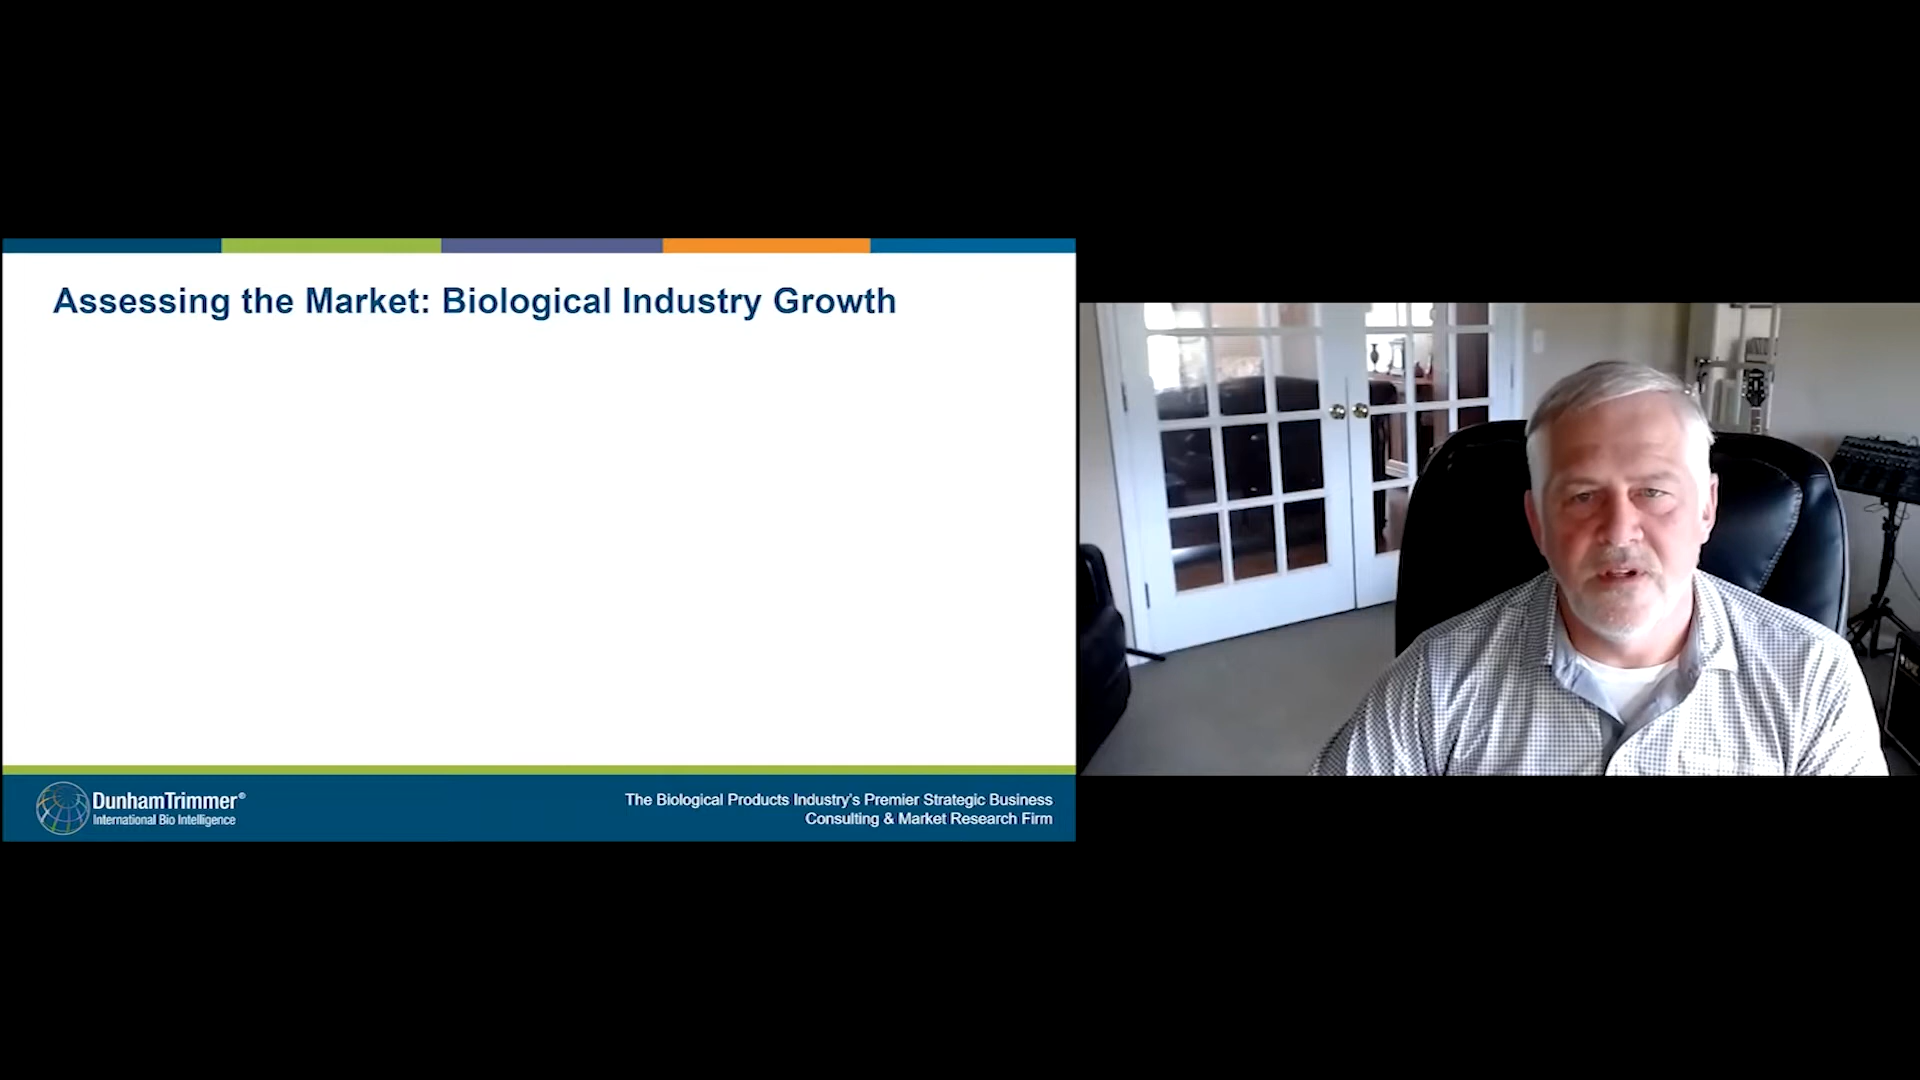 Assessing the Market: Biological Industry Growth
DunhamTrimmer®
International Bio Intelligence
The Biological Products Industry's Premier Strategic Business
Consulting & Market Research Firm